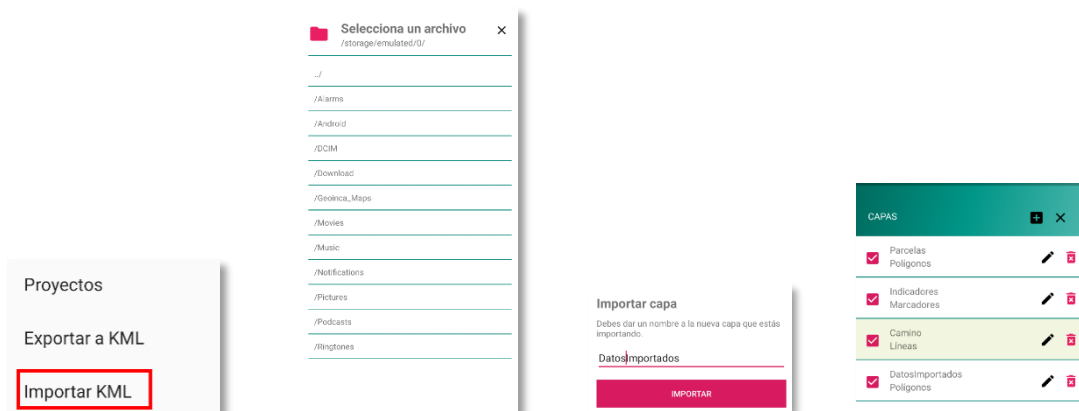 Proyectos
Exportar a KML
Importar KML
Selecciona un archivo
/storage/emulated/0/
../
/Alarms
/Android
/DCIM
/Download
/Geoinca_Maps
/Movies
/Music
/Notifications
/Pictures
/Podcasts
/Ringtones
Importar capa
Debes dar un nombre a la nueva capa que estás
importando.
DatosImportados
IMPORTAR
CAPAS
Parcelas
Polígonos
Indicadores
Marcadores
Camino
Líneas
DatosImportados
Polígonos